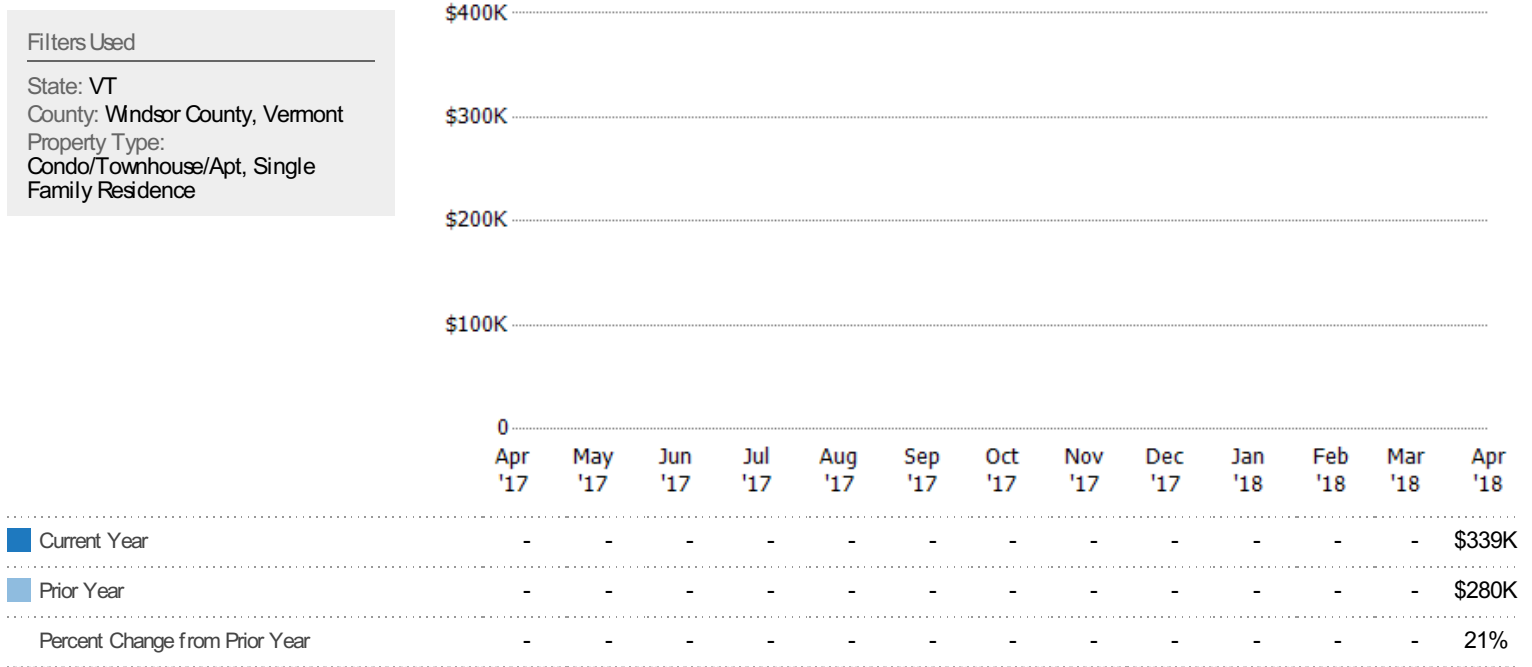 Filters Used
State: VT
County: Windsor County, Vermont
Property Type:
Condo/Townhouse/Apt, Single
Family Residence
$400K
$300K
$200K
$100K
0
Apr May Jun Jul Aug Sep Oct Nov Dec Jan Feb Mar Apr
'17 '17 '17 '17 '17 '17 '17 '17 '17 '18 '18 '18 '18
Current Year - - - - - - - - - - - - $339K
Prior Year - - - - - - - - - - - - $280K
Percent Change from Prior Year - - - - - - - - - - - - 21%